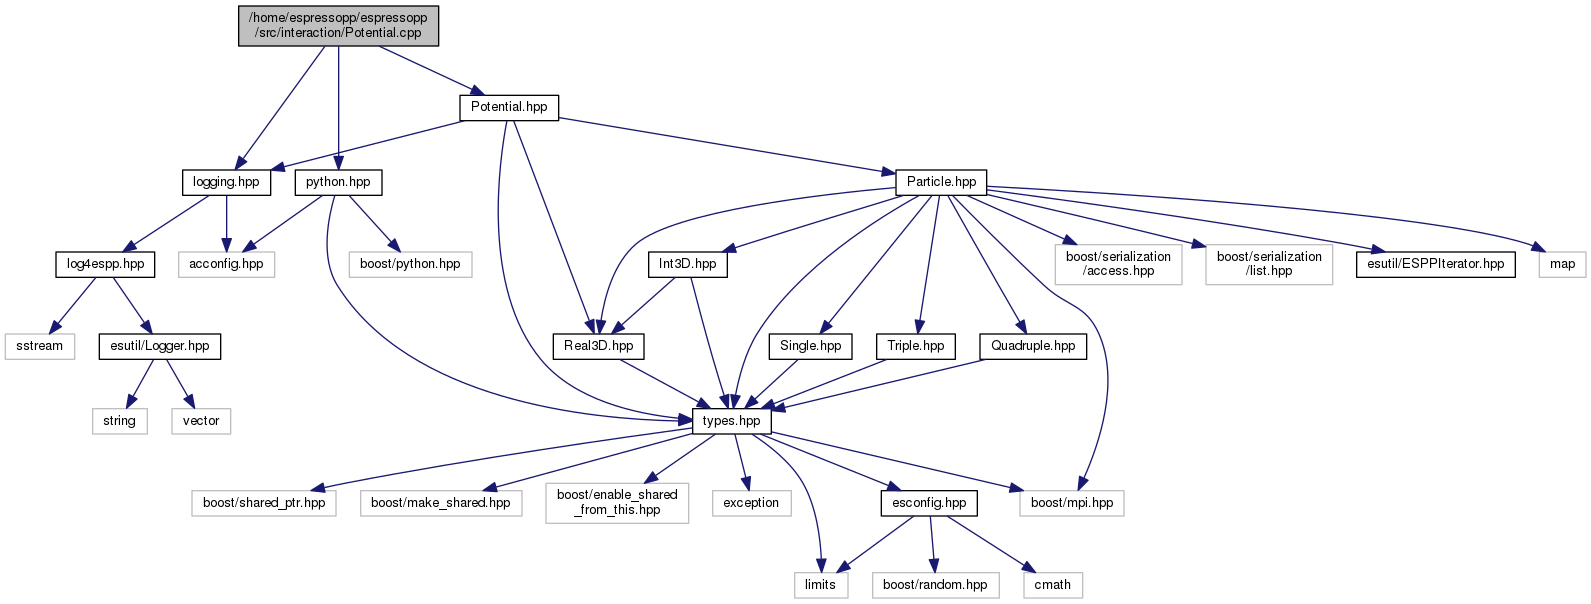 /home/espressopp/espressopp
/src/interaction/Potential.cpp
Potential.hpp
logging.hpp
python.hpp
Particle.hpp
log4espp.hpp
acconfig.hpp
boost/python.hpp
Int3D.hpp
boost/serialization
/access.hpp
boost/serialization
/list.hpp
esutil/ESPPIterator.hpp
map
sstream
esutil/Logger.hpp
Real3D.hpp
Single.hpp
Triple.hpp
Quadruple.hpp
string
vector
types.hpp
boost/shared_ptr.hpp
boost/make_shared.hpp
boost/enable_shared
_from_this.hpp
exception
esconfig.hpp
boost/mpi.hpp
limits
boost/random.hpp
cmath